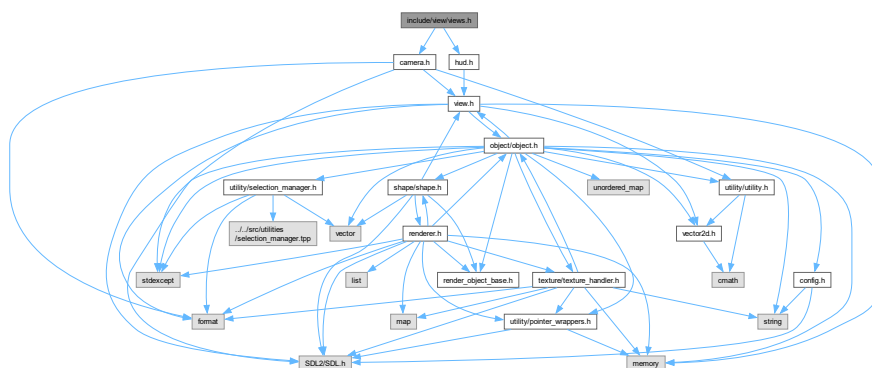 include/view/views.h
camera.h
hud.h
view.h
object/object.h
utility/selection_manager.h
shape/shape.h
unordered_map
utility/utility.h
../../src/utilities
/selection_manager.tpp
vector
renderer.h
vector2d.h
stdexcept
list
render_object_base.h
texture/texture_handler.h
cmath
config.h
format
map
utility/pointer_wrappers.h
string
SDL2/SDL.h
memory